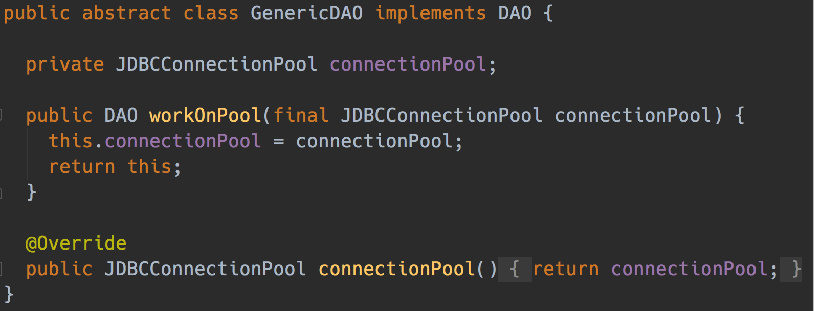 public abstract class GenericDAO implements DAO {
private JDBCConnectionPool connectionPool;
public DAO workOnPool(final JDBCConnectionPool connectionPool) {
this.connectionPool = connectionPool;
return this;
}
@Override
public JDBCConnectionPool connectionPool() { return connectionPool; }
}